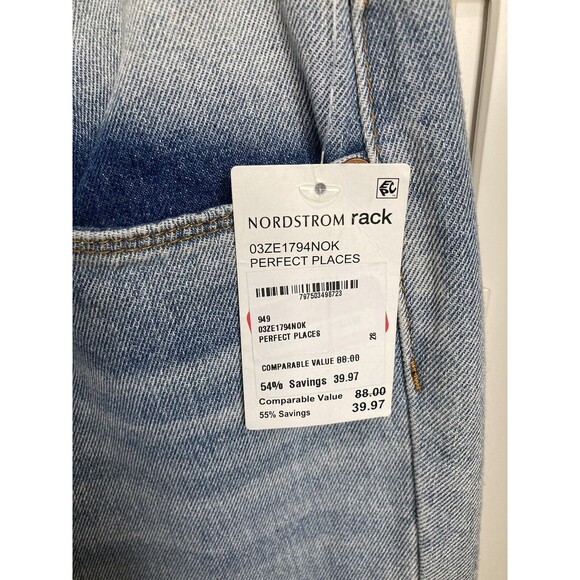 NORDSTROM rack
03ZE1794NOK
PERFECT PLACES
797503498723
949
03ZE1794NOK
PERFECT PLACES 25
COMPARABLE VALUE 88.00
54% Savings 39.97
Comparable Value 88.00
55% Savings 39.97